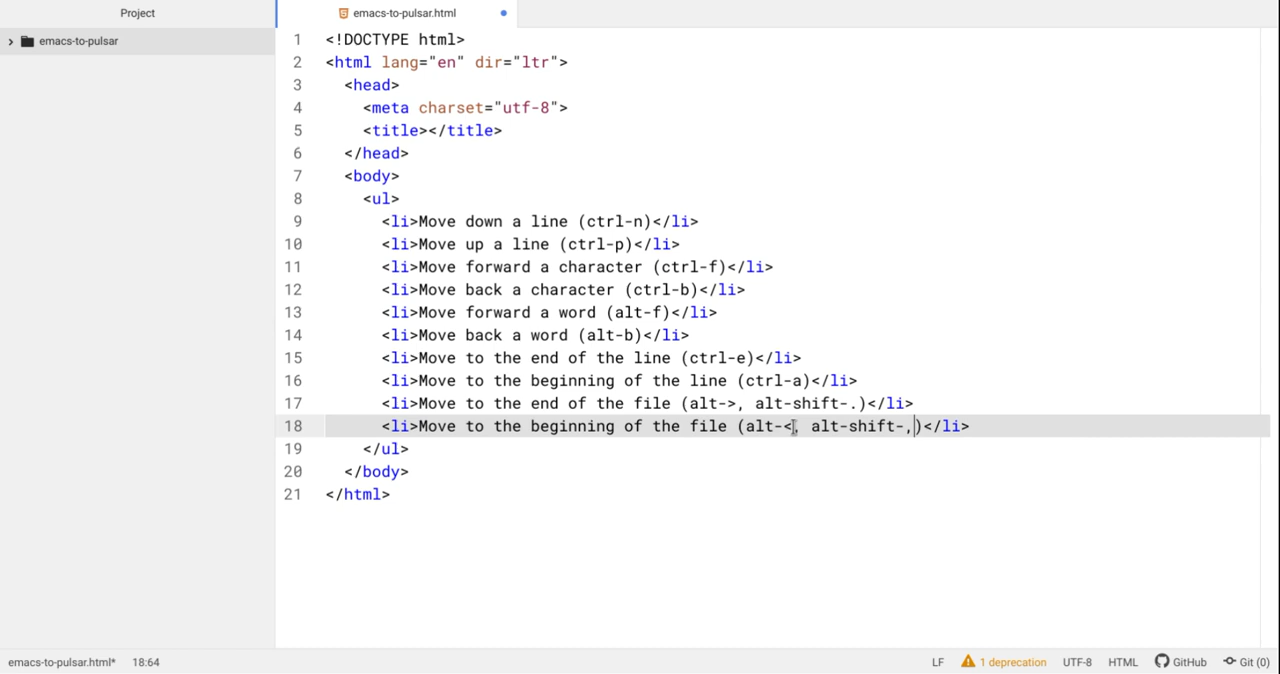 Project
emacs-to-pulsar.html
emacs-to-pulsar
1 <!DOCTYPE html>
2 <html lang="en" dir="ltr">
3 <head>
4 <meta charset="utf-8">
5 <title></title>
6 </head>
7 <body>
8 <ul>
9 <li>Move down a line (ctrl-n)</li>
10 <li>Move up a line (ctrl-p)</li>
11 <li>Move forward a character (ctrl-f)</li>
12 <li>Move back a character (ctrl-b)</li>
13 <li>Move forward a word (alt-f)</li>
14 <li>Move back a word (alt-b)</li>
15 <li>Move to the end of the line (ctrl-e)</li>
16 <li>Move to the beginning of the line (ctrl-a)</li>
17 <li>Move to the end of the file (alt->, alt-shift-.)</li>
18 <li>Move to the beginning of the file (alt-<, alt-shift-,)</li>
19 </ul>
20 </body>
21 </html>
emacs-to-pulsar.html* 18:64 LF 1 deprecation UTF-8 HTML GitHub Git (0)